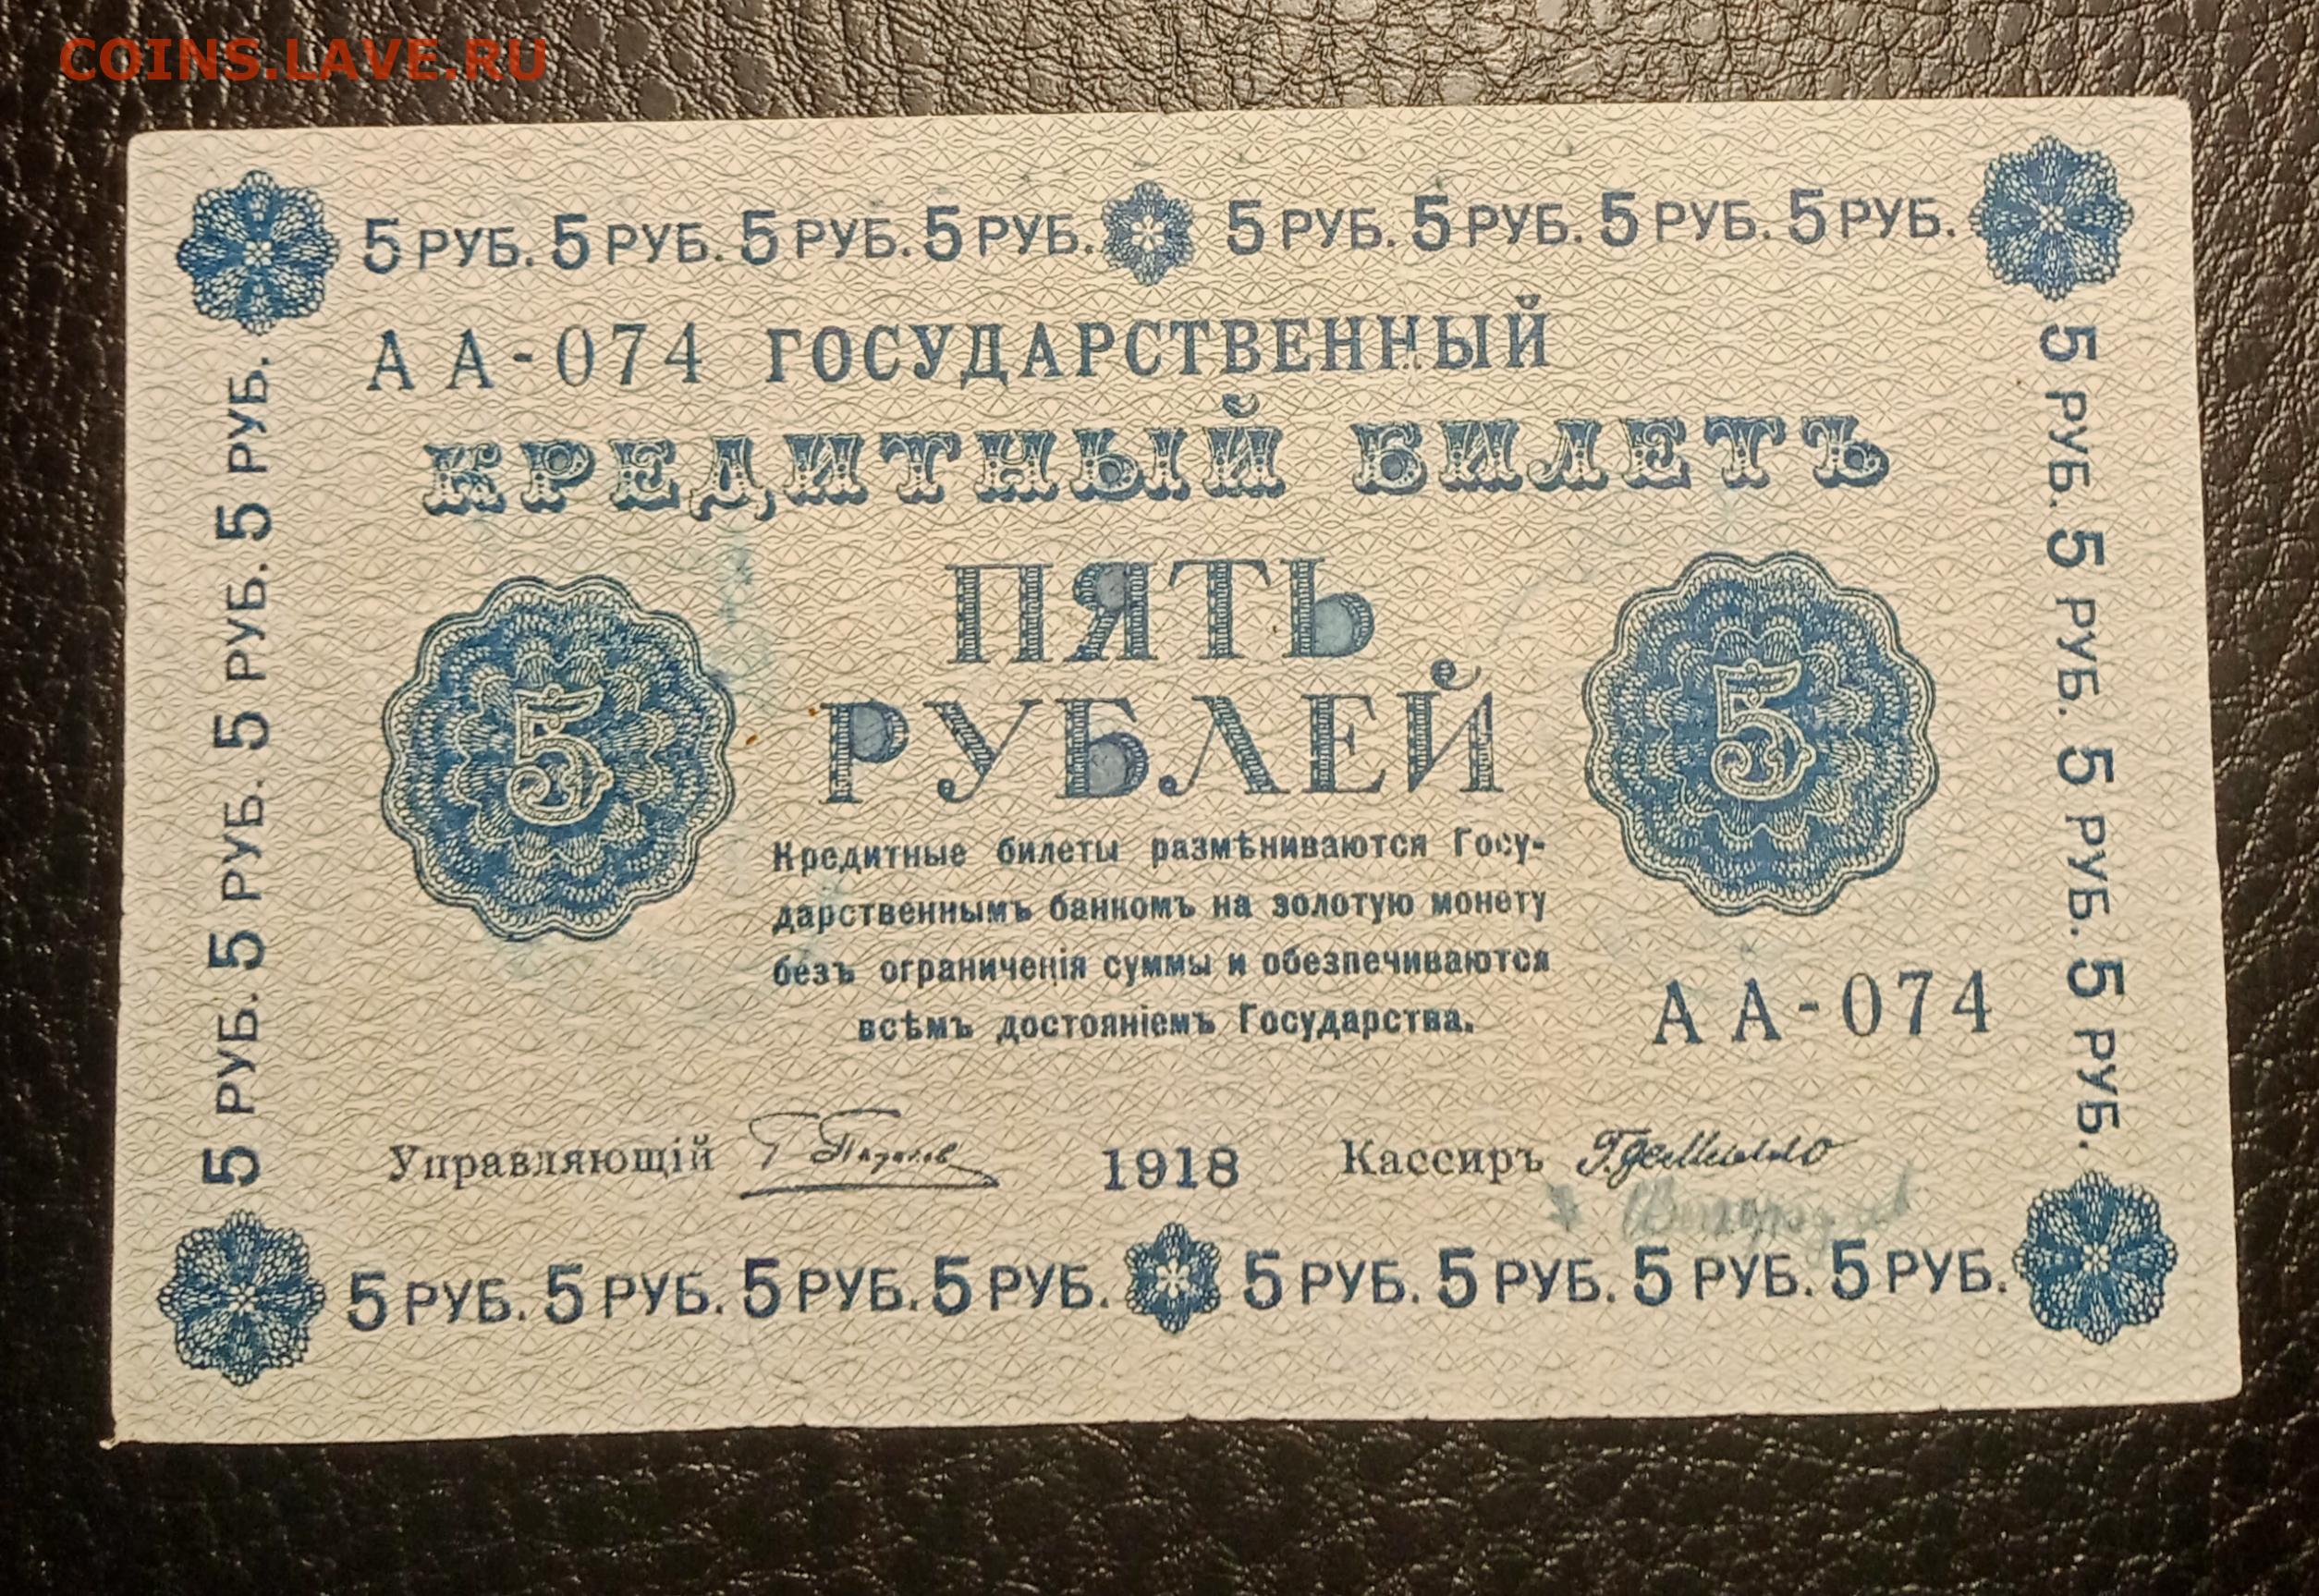 COINS.LAVE.RU
5 РУБ. 5 РУБ. 5 РУБ. 5 РУБ. 5 РУБ. 5 РУБ. 5 РУБ. 5 РУБ.
АА-074 ГОСУДАРСТВЕННЫЙ
КРЕДИТНЫЙ БИЛЕТЪ
5 РУБ. 5 РУБ. 5 РУБ. 5 РУБ.
5 РУБ. 5 РУБ. 5 РУБ. 5 РУБ.
5
ПЯТЬ
РУБЛЕЙ
5
Кредитные билеты размѣниваются Госу-
дарственнымъ банкомъ на золотую монету
безъ ограниченія суммы и обезпечиваются
всѣмъ достояніемъ Государства.
АА-074
Управляющій 1918 Кассиръ Г. де Милло
5 РУБ. 5 РУБ. 5 РУБ. 5 РУБ. 5 РУБ. 5 РУБ. 5 РУБ. 5 РУБ.